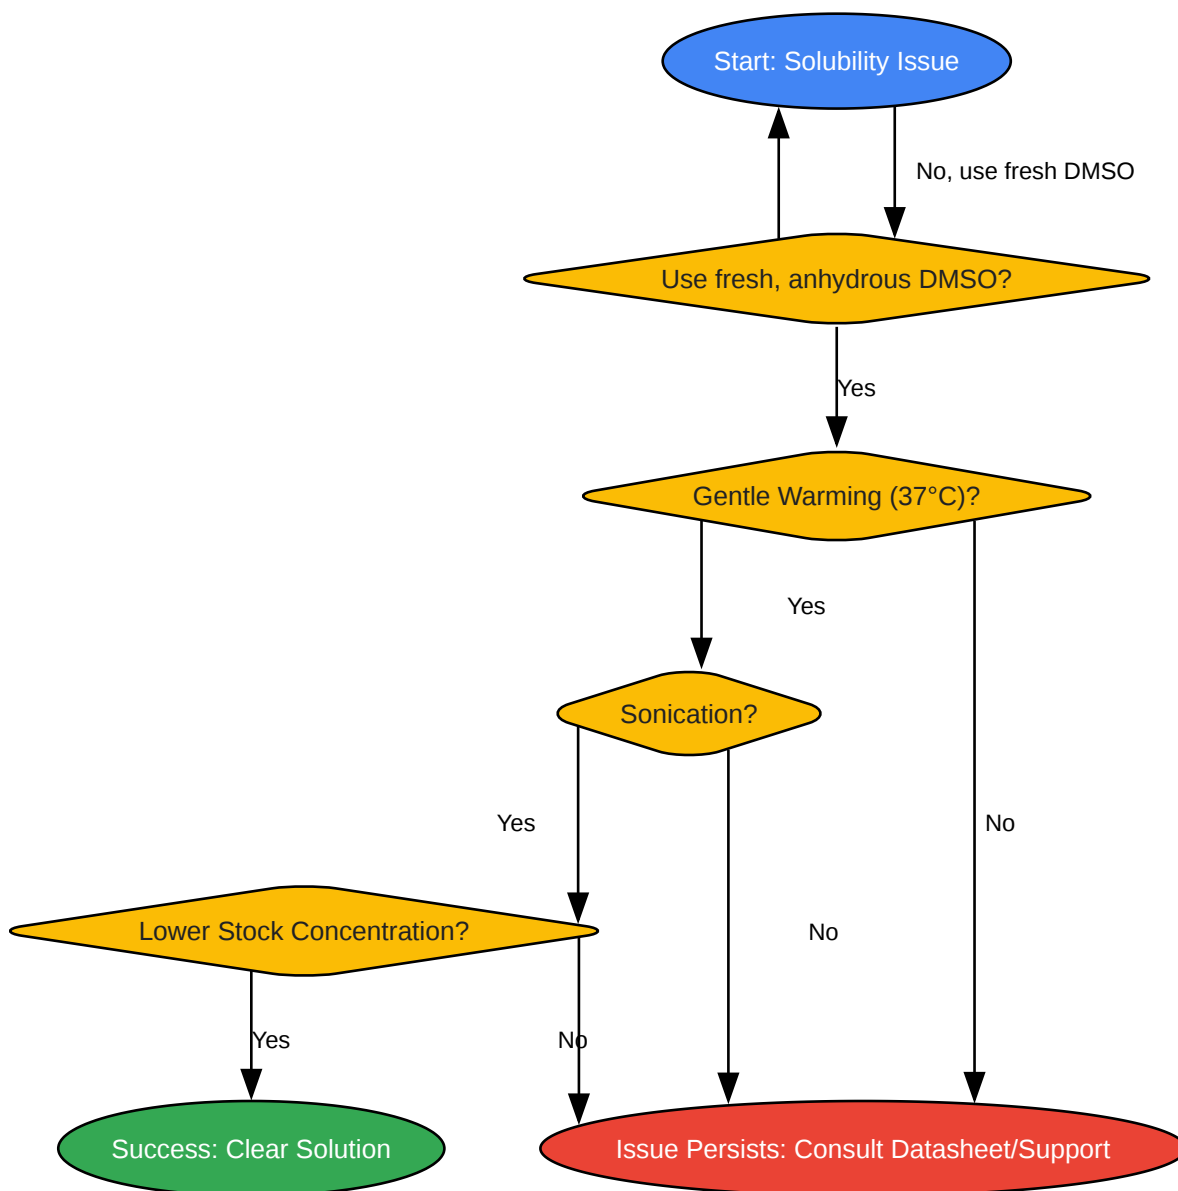 Start: Solubility Issue
No, use fresh DMSO
Use fresh, anhydrous DMSO?
Yes
Gentle Warming (37°C)?
Yes
Sonication?
Yes
No
Lower Stock Concentration?
No
Yes
No
Success: Clear Solution
Issue Persists: Consult Datasheet/Support